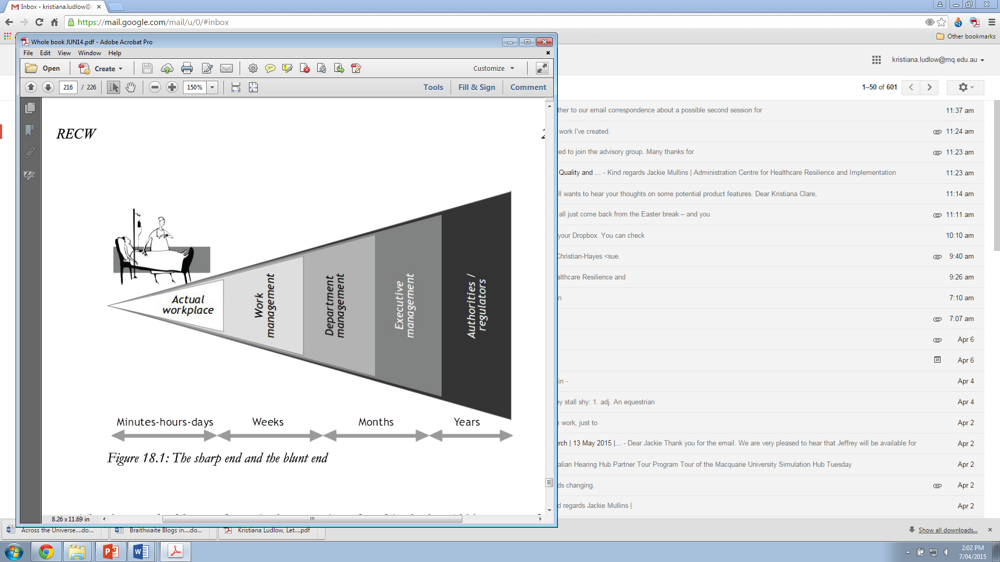 Inbox - kristiana.ludlow@
https://mail.google.com/mail/u/0/#inbox
Other bookmarks
Whole book JUN14.pdf - Adobe Acrobat Pro
File Edit View Window Help
Open Create Customize
216 / 226 150% Tools Fill & Sign Comment
RECW
Actual
workplace
Work
management
Department
management
Executive
management
Authorities /
regulators
Minutes-hours-days Weeks Months Years
Figure 18.1: The sharp end and the blunt end
8.26 x 11.69 in
kristiana.ludlow@mq.edu.au
1–50 of 601
ther to our email correspondence about a possible second session for 11:37 am
work I've created. 11:24 am
ed to join the advisory group. Many thanks for 11:23 am
Quality and ... - Kind regards Jackie Mullins | Administration Centre for Healthcare Resilience and Implementation 11:23 am
ll wants to hear your thoughts on some potential product features. Dear Kristiana Clare, 11:14 am
all just come back from the Easter break – and you 11:11 am
your Dropbox. You can check 10:10 am
Christian-Hayes <sue. 9:40 am
althcare Resilience and 9:26 am
n 7:10 am
7:07 am
Apr 6
31 Apr 6
in - Apr 4
ey stall shy: 1. adj. An equestrian Apr 4
n work, just to Apr 2
rch | 13 May 2015 |... - Dear Jackie Thank you for the email. We are very pleased to hear that Jeffrey will be available for Apr 2
alian Hearing Hub Partner Tour Program Tour of the Macquarie University Simulation Hub Tuesday Apr 2
ds changing. Apr 2
d regards Jackie Mullins | Apr 2
Across the Universe....do... Braithwaite Blogs in....do... Kristiana Ludlow, Let....pdf Show all downloads...
2:02 PM
7/04/2015